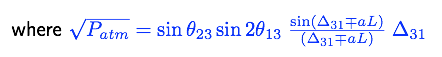 where √P_atm = sin θ₂₃ sin 2θ₁₃ sin(Δ₃₁∓aL)/(Δ₃₁∓aL) Δ₃₁